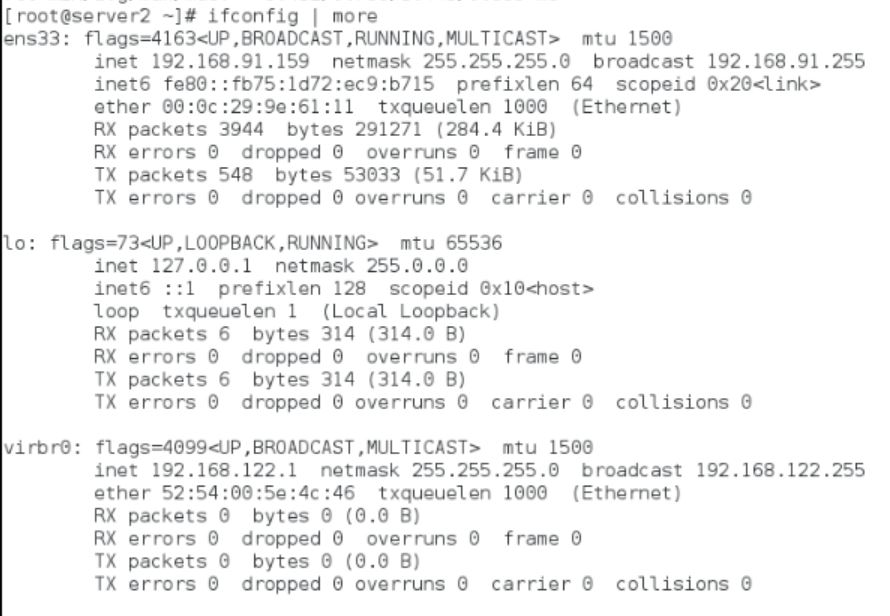 [root@server2 ~]# ifconfig | more
ens33: flags=4163<UP,BROADCAST,RUNNING,MULTICAST>  mtu 1500
        inet 192.168.91.159  netmask 255.255.255.0  broadcast 192.168.91.255
        inet6 fe80::fb75:1d72:ec9:b715  prefixlen 64  scopeid 0x20<link>
        ether 00:0c:29:9e:61:11  txqueuelen 1000  (Ethernet)
        RX packets 3944  bytes 291271 (284.4 KiB)
        RX errors 0  dropped 0  overruns 0  frame 0
        TX packets 548  bytes 53033 (51.7 KiB)
        TX errors 0  dropped 0 overruns 0  carrier 0  collisions 0

lo: flags=73<UP,LOOPBACK,RUNNING>  mtu 65536
        inet 127.0.0.1  netmask 255.0.0.0
        inet6 ::1  prefixlen 128  scopeid 0x10<host>
        loop  txqueuelen 1  (Local Loopback)
        RX packets 6  bytes 314 (314.0 B)
        RX errors 0  dropped 0  overruns 0  frame 0
        TX packets 6  bytes 314 (314.0 B)
        TX errors 0  dropped 0 overruns 0  carrier 0  collisions 0

virbr0: flags=4099<UP,BROADCAST,MULTICAST>  mtu 1500
        inet 192.168.122.1  netmask 255.255.255.0  broadcast 192.168.122.255
        ether 52:54:00:5e:4c:46  txqueuelen 1000  (Ethernet)
        RX packets 0  bytes 0 (0.0 B)
        RX errors 0  dropped 0  overruns 0  frame 0
        TX packets 0  bytes 0 (0.0 B)
        TX errors 0  dropped 0 overruns 0  carrier 0  collisions 0